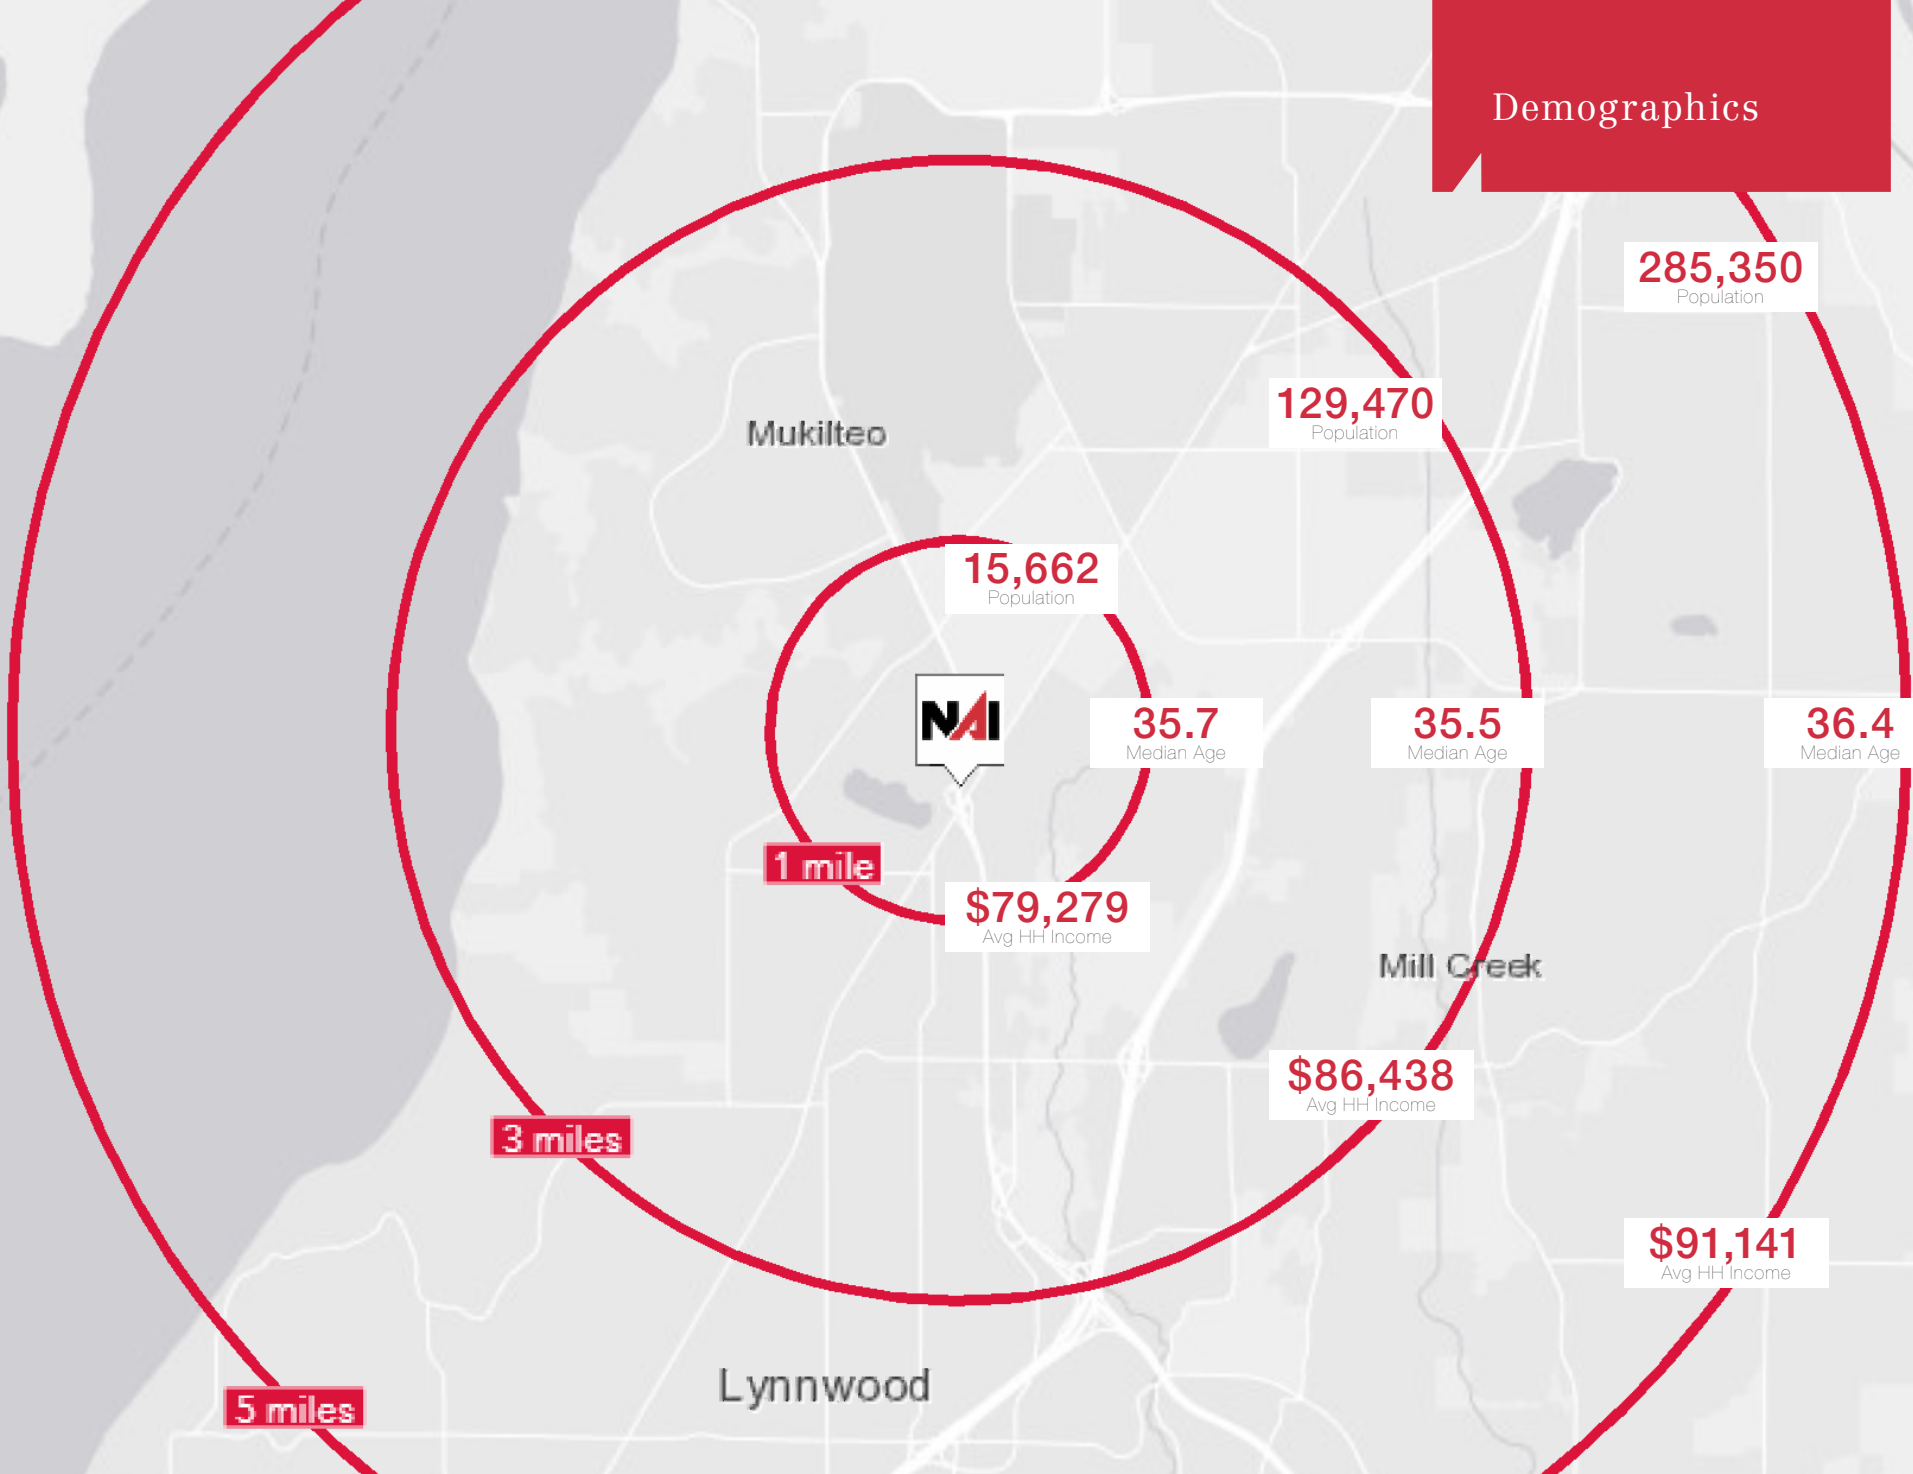 Demographics
285,350
Population
129,470
Population
Mukilteo
15,662
Population
NAI
35.7
Median Age
35.5
Median Age
36.4
Median Age
1 mile
$79,279
Avg HH Income
Mill Creek
$86,438
Avg HH Income
3 miles
$91,141
Avg HH Income
Lynnwood
5 miles